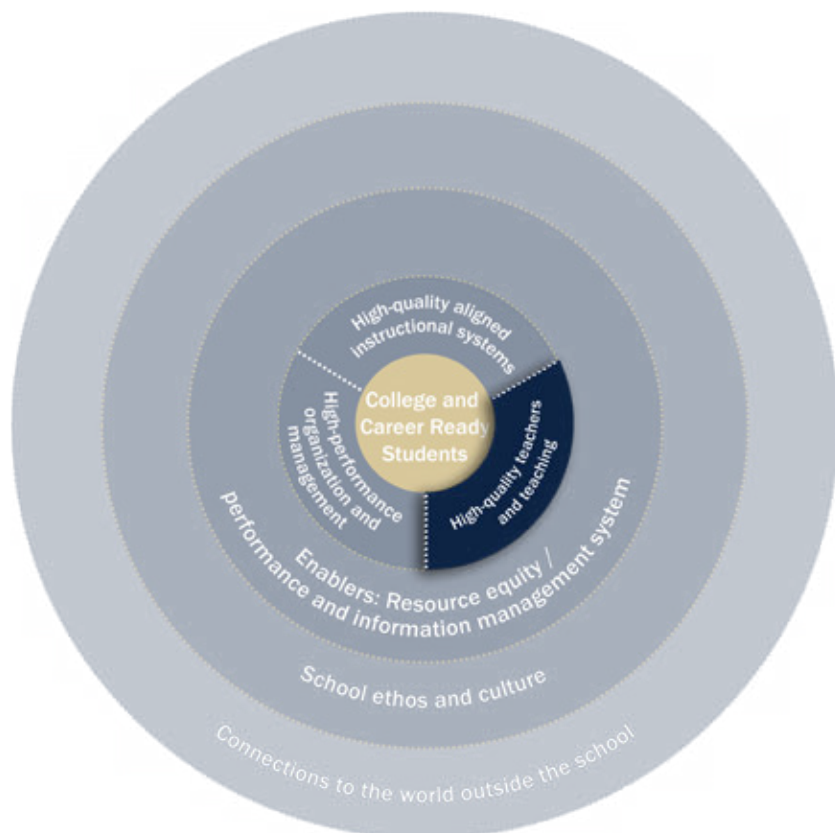 High-quality aligned
instructional systems
College and
Career Ready
Students
High-performance
organization and
management
High-quality teachers
and teaching
Enablers: Resource equity /
performance and information management system
School ethos and culture
Connections to the world outside the school